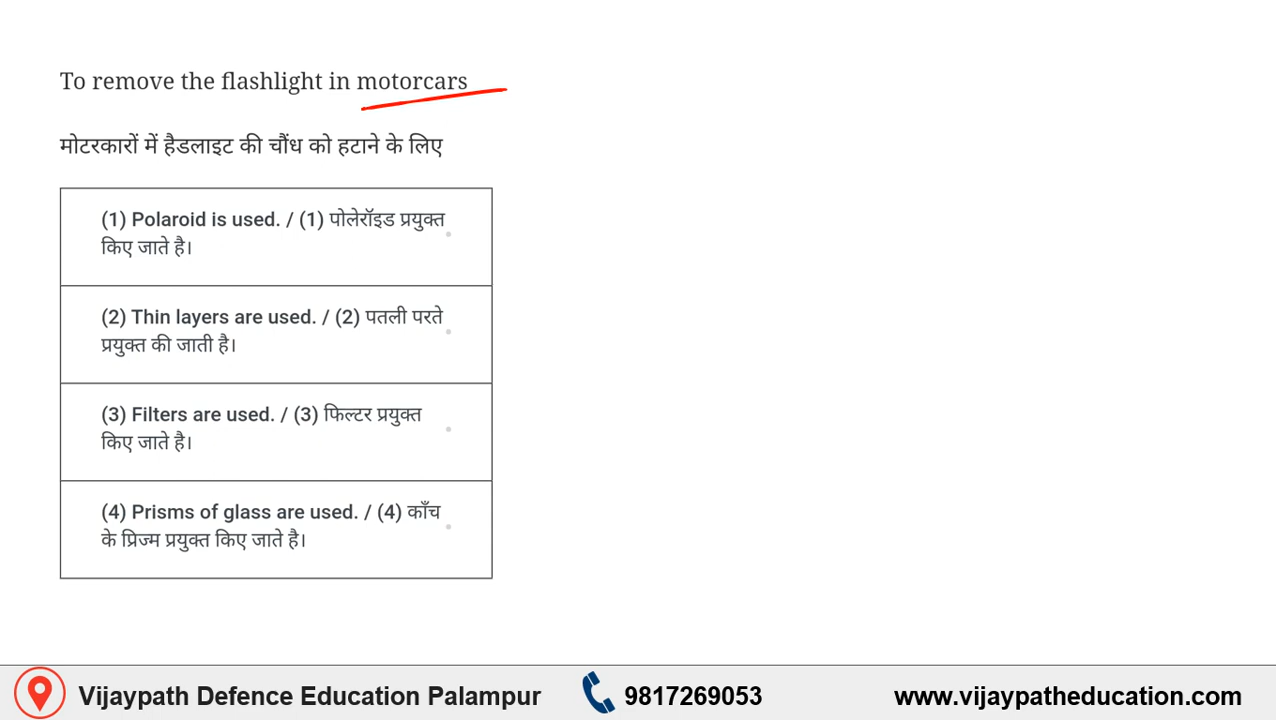 To remove the flashlight in motorcars
मोटरकारों में हैडलाइट की चौंध को हटाने के लिए
(1) Polaroid is used. / (1) पोलेरॉइड प्रयुक्त
किए जाते है।
(2) Thin layers are used. / (2) पतली परते
प्रयुक्त की जाती है।
(3) Filters are used. / (3) फिल्टर प्रयुक्त
किए जाते है।
(4) Prisms of glass are used. / (4) काँच
के प्रिज्म प्रयुक्त किए जाते है।
Vijaypath Defence Education Palampur
9817269053
www.vijaypatheducation.com